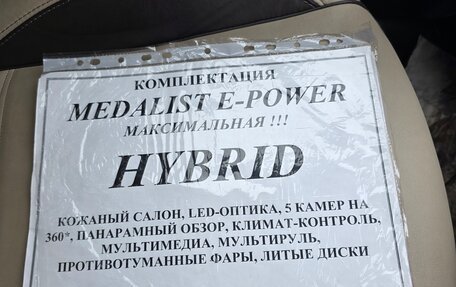 КОМПЛЕКТАЦИЯ
MEDALIST E-POWER
МАКСИМАЛЬНАЯ !!!
HYBRID
КОЖАНЫЙ САЛОН, LED-ОПТИКА, 5 КАМЕР НА
360*, ПАНАРАМНЫЙ ОБЗОР, КЛИМАТ-КОНТРОЛЬ,
МУЛЬТИМЕДИА, МУЛЬТИРУЛЬ,
ПРОТИВОТУМАННЫЕ ФАРЫ, ЛИТЫЕ ДИСКИ